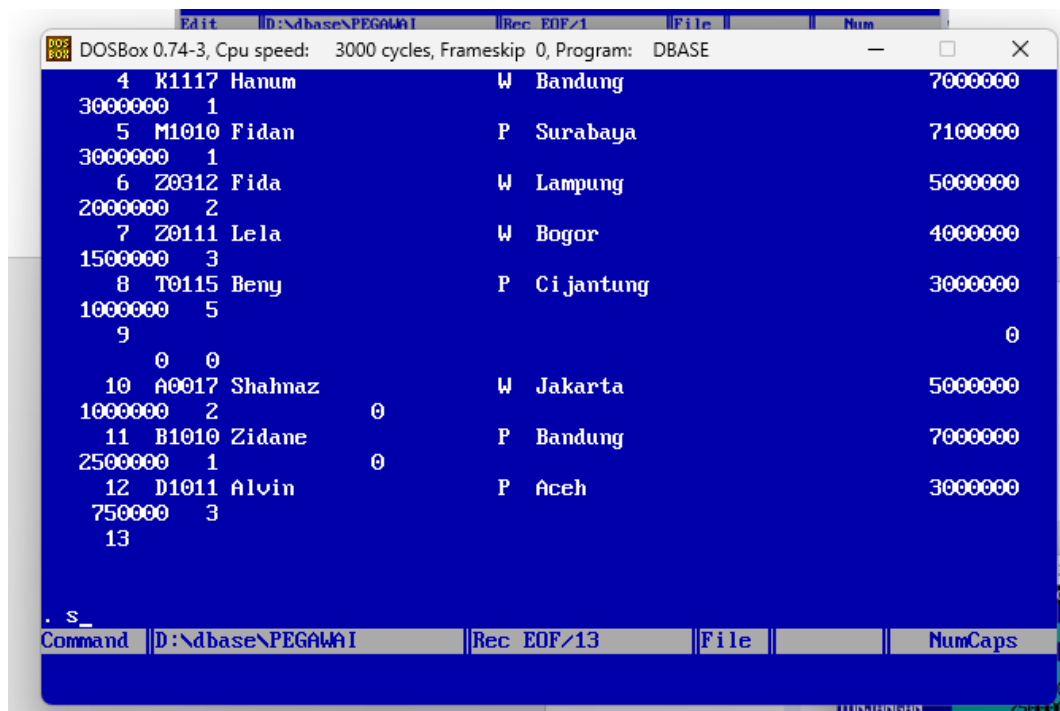 Edit D:\dbase\PEGAWAI Rec EOF/1 File Num
DOSBox 0.74-3, Cpu speed: 3000 cycles, Frameskip 0, Program: DBASE
4 K1117 Hanum W Bandung 7000000
3000000 1
5 M1010 Fidan P Surabaya 7100000
3000000 1
6 Z0312 Fida W Lampung 5000000
2000000 2
7 Z0111 Lela W Bogor 4000000
1500000 3
8 T0115 Beny P Cijantung 3000000
1000000 5
9 0
0 0
10 A0017 Shahnaz W Jakarta 5000000
1000000 2 0
11 B1010 Zidane P Bandung 7000000
2500000 1 0
12 D1011 Alvin P Aceh 3000000
750000 3
13
. s_
Command D:\dbase\PEGAWAI Rec EOF/13 File NumCaps